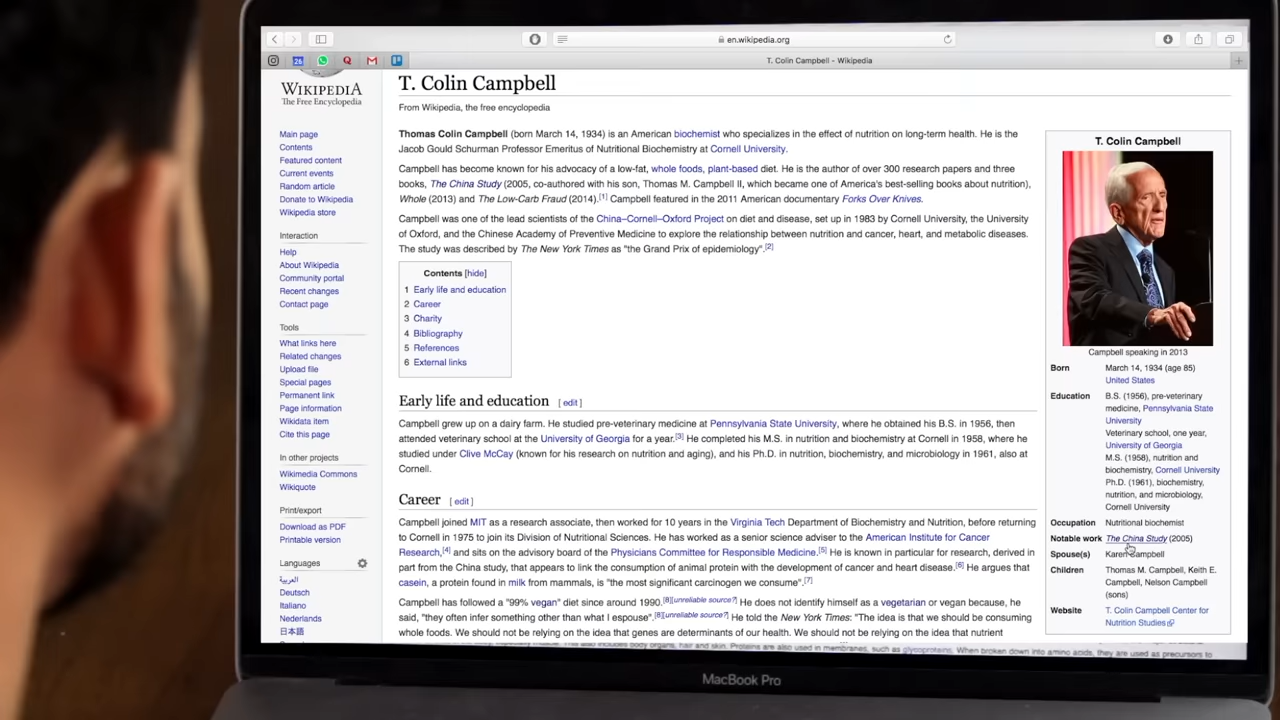 en.wikipedia.org
26
T. Colin Campbell - Wikipedia
WIKIPEDIA
The Free Encyclopedia
Main page
Contents
Featured content
Current events
Random article
Donate to Wikipedia
Wikipedia store
Interaction
Help
About Wikipedia
Community portal
Recent changes
Contact page
Tools
What links here
Related changes
Upload file
Special pages
Permanent link
Page information
Wikidata item
Cite this page
In other projects
Wikimedia Commons
Wikiquote
Print/export
Download as PDF
Printable version
Languages
العربية
Deutsch
Italiano
Nederlands
日本語
T. Colin Campbell
From Wikipedia, the free encyclopedia
Thomas Colin Campbell (born March 14, 1934) is an American biochemist who specializes in the effect of nutrition on long-term health. He is the
Jacob Gould Schurman Professor Emeritus of Nutritional Biochemistry at Cornell University.
Campbell has become known for his advocacy of a low-fat, whole foods, plant-based diet. He is the author of over 300 research papers and three
books, The China Study (2005, co-authored with his son, Thomas M. Campbell II, which became one of America's best-selling books about nutrition),
Whole (2013) and The Low-Carb Fraud (2014).[1] Campbell featured in the 2011 American documentary Forks Over Knives.
Campbell was one of the lead scientists of the China–Cornell–Oxford Project on diet and disease, set up in 1983 by Cornell University, the University
of Oxford, and the Chinese Academy of Preventive Medicine to explore the relationship between nutrition and cancer, heart, and metabolic diseases.
The study was described by The New York Times as "the Grand Prix of epidemiology".[2]
Contents [hide]
1 Early life and education
2 Career
3 Charity
4 Bibliography
5 References
6 External links
Early life and education [ edit ]
Campbell grew up on a dairy farm. He studied pre-veterinary medicine at Pennsylvania State University, where he obtained his B.S. in 1956, then
attended veterinary school at the University of Georgia for a year.[3] He completed his M.S. in nutrition and biochemistry at Cornell in 1958, where he
studied under Clive McCay (known for his research on nutrition and aging), and his Ph.D. in nutrition, biochemistry, and microbiology in 1961, also at
Cornell.
Career [ edit ]
Campbell joined MIT as a research associate, then worked for 10 years in the Virginia Tech Department of Biochemistry and Nutrition, before returning
to Cornell in 1975 to join its Division of Nutritional Sciences. He has worked as a senior science adviser to the American Institute for Cancer
Research,[4] and sits on the advisory board of the Physicians Committee for Responsible Medicine.[5] He is known in particular for research, derived in
part from the China study, that appears to link the consumption of animal protein with the development of cancer and heart disease.[6] He argues that
casein, a protein found in milk from mammals, is "the most significant carcinogen we consume".[7]
Campbell has followed a "99% vegan" diet since around 1990.[8][unreliable source?] He does not identify himself as a vegetarian or vegan because, he
said, "they often infer something other than what I espouse".[8][unreliable source?] He told the New York Times: "The idea is that we should be consuming
whole foods. We should not be relying on the idea that genes are determinants of our health. We should not be relying on the idea that nutrient
T. Colin Campbell
Campbell speaking in 2013
Born March 14, 1934 (age 85)
United States
Education B.S. (1956), pre-veterinary
medicine, Pennsylvania State
University
Veterinary school, one year,
University of Georgia
M.S. (1958), nutrition and
biochemistry, Cornell University
Ph.D. (1961), biochemistry,
nutrition, and microbiology,
Cornell University
Occupation Nutritional biochemist
Notable work The China Study (2005)
Spouse(s) Karen Campbell
Children Thomas M. Campbell, Keith E.
Campbell, Nelson Campbell
(sons)
Website T. Colin Campbell Center for
Nutrition Studies
MacBook Pro